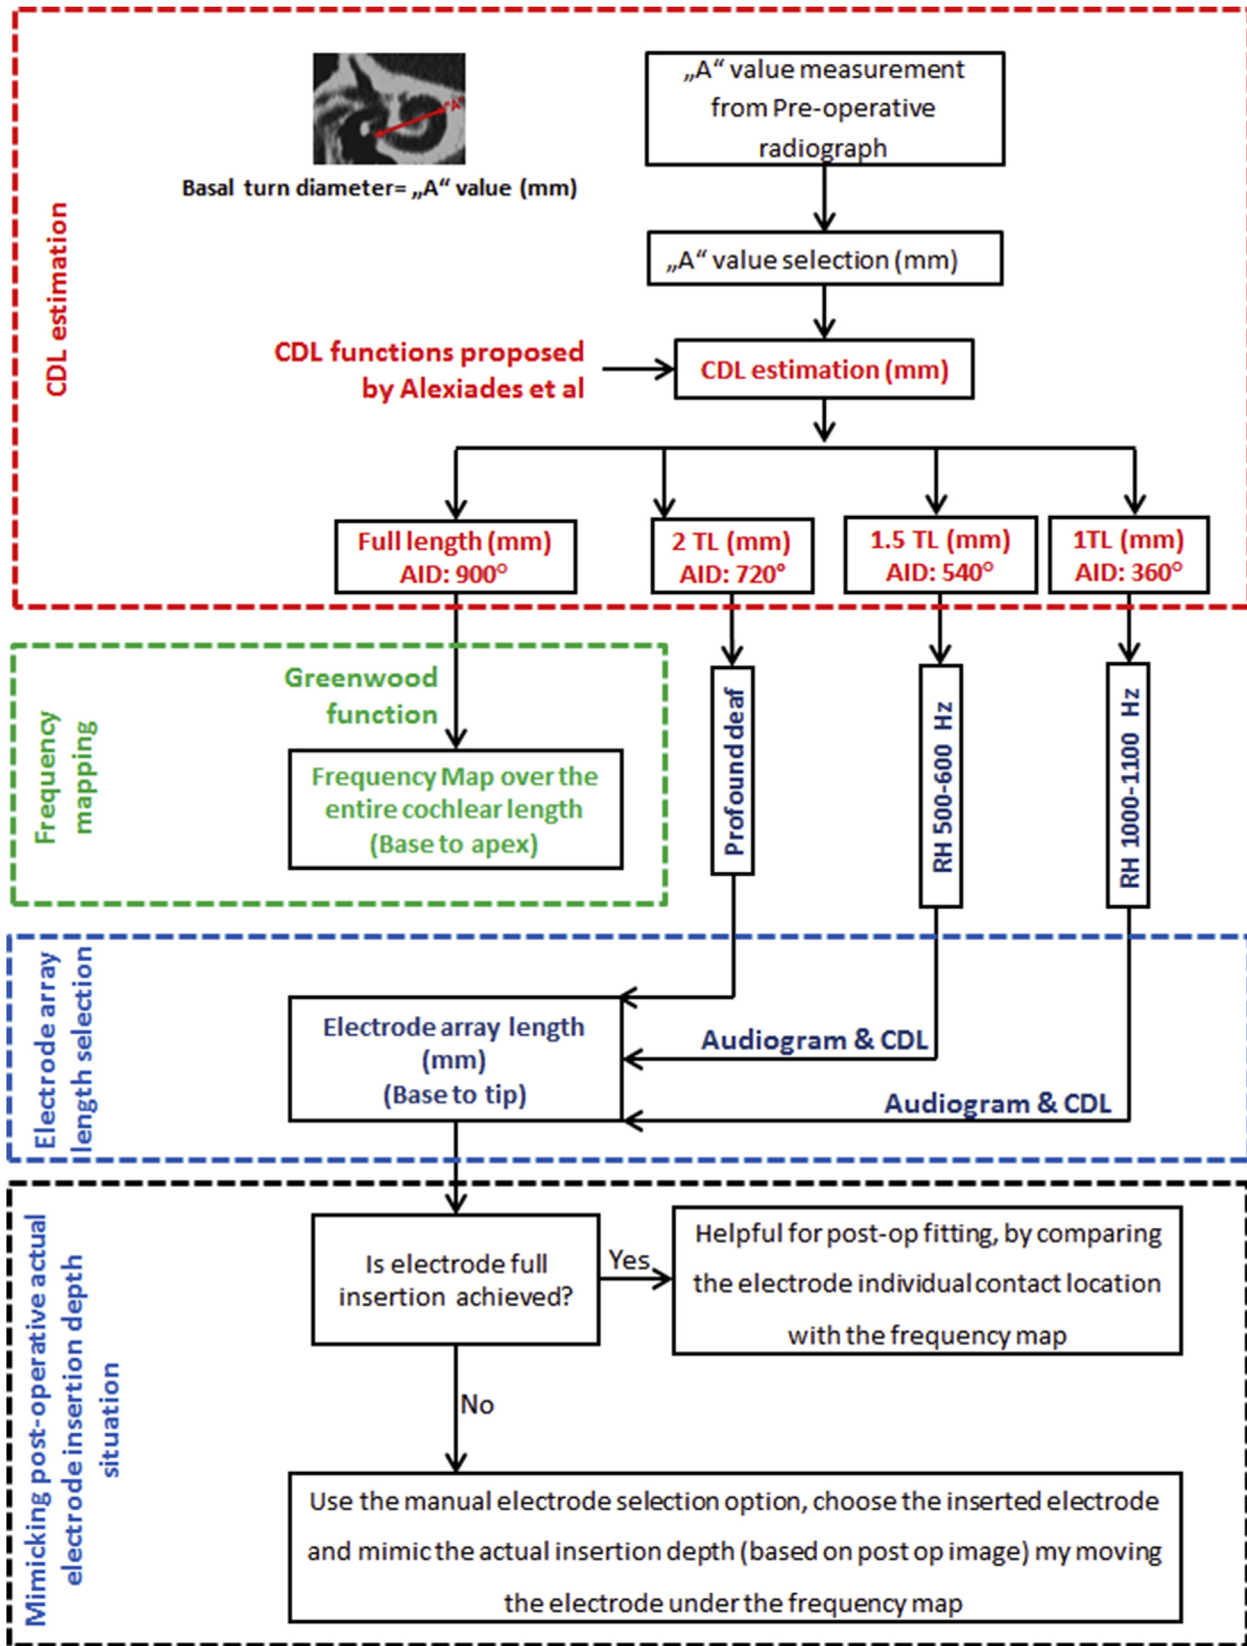 „A“ value measurement
from Pre-operative
radiograph
"A"
Basal turn diameter= „A“ value (mm)
„A“ value selection (mm)
CDL estimation
CDL functions proposed
by Alexiades et al
CDL estimation (mm)
Full length (mm)
AID: 900°
2 TL (mm)
AID: 720°
1.5 TL (mm)
AID: 540°
1TL (mm)
AID: 360°
Frequency
mapping
Greenwood
function
Frequency Map over the
entire cochlear length
(Base to apex)
Profound deaf
RH 500-600 Hz
RH 1000-1100 Hz
Electrode array
length selection
Electrode array length
(mm)
(Base to tip)
Audiogram & CDL
Audiogram & CDL
Mimicking post-operative actual
electrode insertion depth
situation
Is electrode full
insertion achieved?
Yes
Helpful for post-op fitting, by comparing
the electrode individual contact location
with the frequency map
No
Use the manual electrode selection option, choose the inserted electrode
and mimic the actual insertion depth (based on post op image) my moving
the electrode under the frequency map